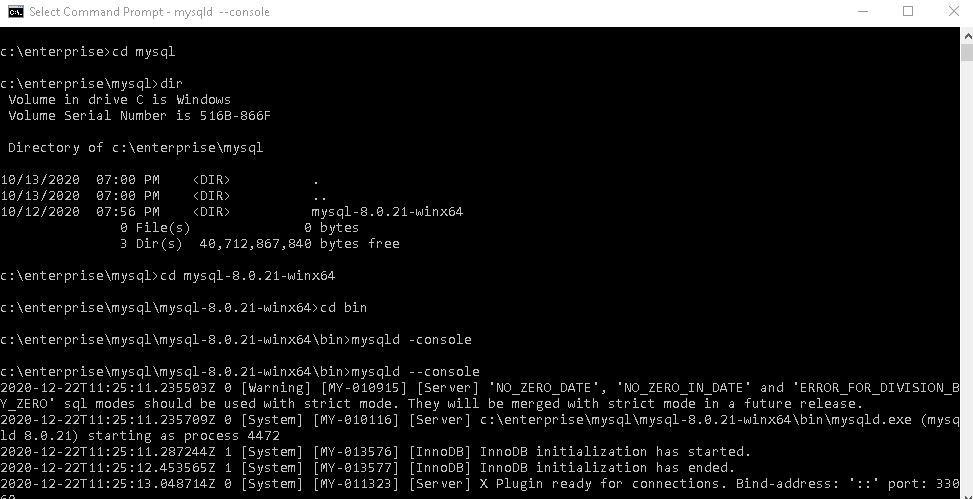 Select Command Prompt - mysqld --console
c:\enterprise>cd mysql
c:\enterprise\mysql>dir
Volume in drive C is Windows
Volume Serial Number is 516B-866F
Directory of c:\enterprise\mysql
10/13/2020 07:00 PM <DIR> .
10/13/2020 07:00 PM <DIR> ..
10/12/2020 07:56 PM <DIR> mysql-8.0.21-winx64
0 File(s) 0 bytes
3 Dir(s) 40,712,867,840 bytes free
c:\enterprise\mysql>cd mysql-8.0.21-winx64
c:\enterprise\mysql\mysql-8.0.21-winx64>cd bin
c:\enterprise\mysql\mysql-8.0.21-winx64\bin>mysqld -console
c:\enterprise\mysql\mysql-8.0.21-winx64\bin>mysqld --console
2020-12-22T11:25:11.235503Z 0 [Warning] [MY-010915] [Server] 'NO_ZERO_DATE', 'NO_ZERO_IN_DATE' and 'ERROR_FOR_DIVISION_B
Y_ZERO' sql modes should be used with strict mode. They will be merged with strict mode in a future release.
2020-12-22T11:25:11.235709Z 0 [System] [MY-010116] [Server] c:\enterprise\mysql\mysql-8.0.21-winx64\bin\mysqld.exe (mysq
ld 8.0.21) starting as process 4472
2020-12-22T11:25:11.287244Z 1 [System] [MY-013576] [InnoDB] InnoDB initialization has started.
2020-12-22T11:25:12.453565Z 1 [System] [MY-013577] [InnoDB] InnoDB initialization has ended.
2020-12-22T11:25:13.048714Z 0 [System] [MY-011323] [Server] X Plugin ready for connections. Bind-address: '::' port: 330
60